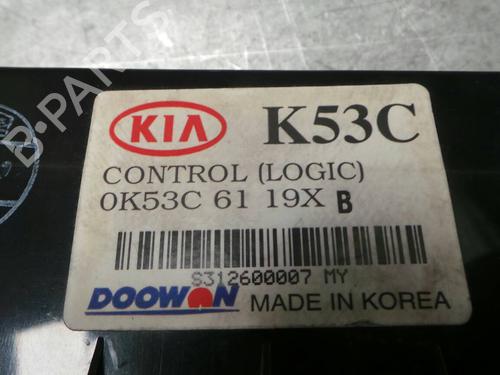 KIA K53C
CONTROL (LOGIC)
0K53C 61 19X B
S312600007 MY
DOOWON MADE IN KOREA
B-PARTS